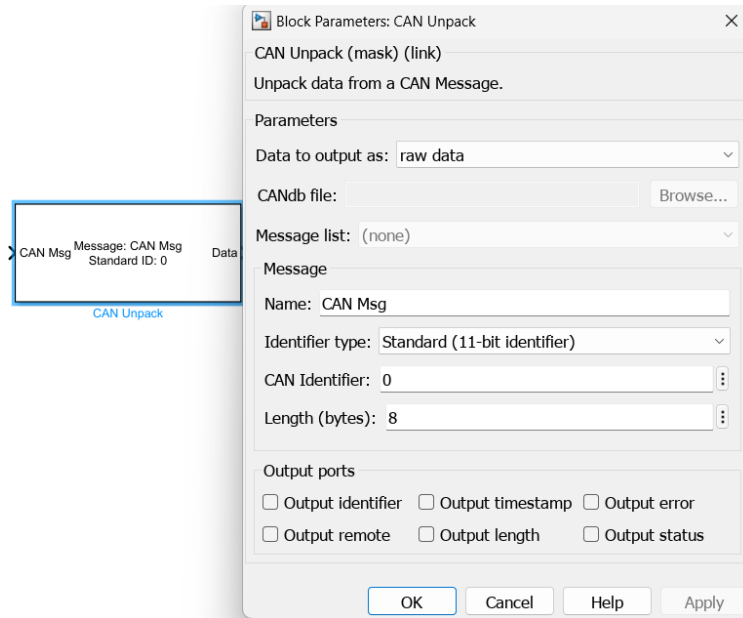 Block Parameters: CAN Unpack
CAN Unpack (mask) (link)
Unpack data from a CAN Message.
Parameters
Data to output as: raw data
CANdb file: Browse...
Message list: (none)
Message
Name: CAN Msg
Identifier type: Standard (11-bit identifier)
CAN Identifier: 0
Length (bytes): 8
Output ports
Output identifier Output timestamp Output error
Output remote Output length Output status
OK Cancel Help Apply
CAN Msg Message: CAN Msg Data
Standard ID: 0
CAN Unpack